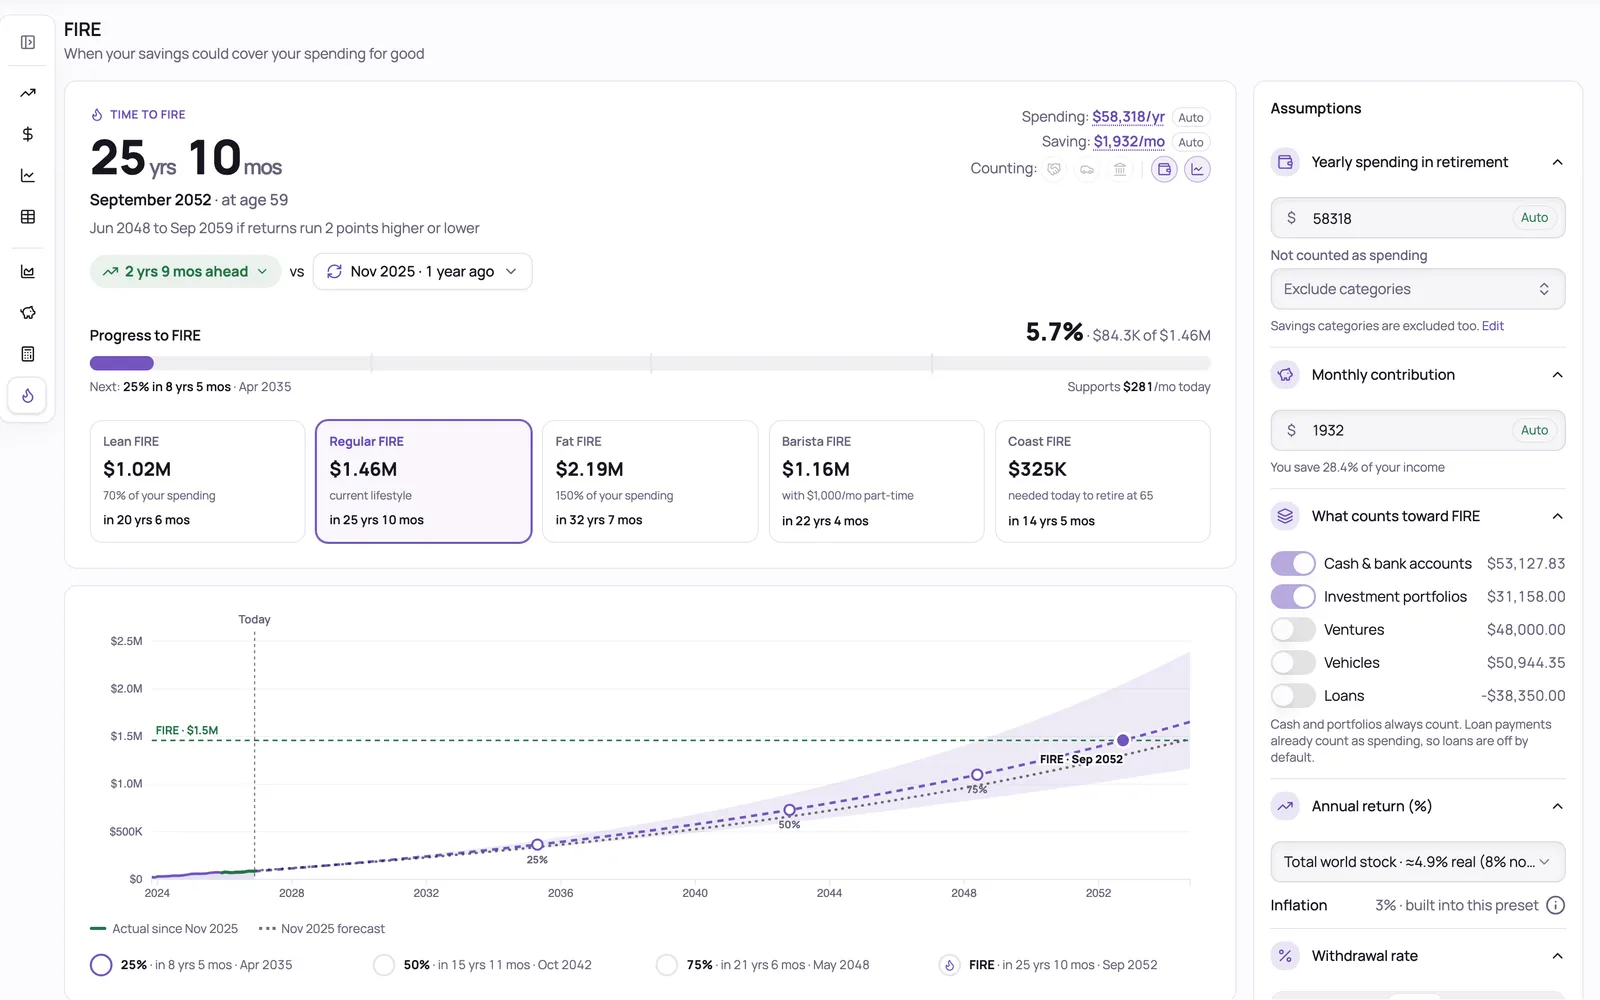 FIRE
When your savings could cover your spending for good
TIME TO FIRE
25 yrs 10 mos
September 2052 · at age 59
Jun 2048 to Sep 2059 if returns run 2 points higher or lower
2 yrs 9 mos ahead vs Nov 2025 · 1 year ago
Spending: $58,318/yr Auto
Saving: $1,932/mo Auto
Counting:
Progress to FIRE
5.7% · $84.3K of $1.46M
Next: 25% in 8 yrs 5 mos · Apr 2035
Supports $281/mo today
Lean FIRE
$1.02M
70% of your spending
in 20 yrs 6 mos
Regular FIRE
$1.46M
current lifestyle
in 25 yrs 10 mos
Fat FIRE
$2.19M
150% of your spending
in 32 yrs 7 mos
Barista FIRE
$1.16M
with $1,000/mo part-time
in 22 yrs 4 mos
Coast FIRE
$325K
needed today to retire at 65
in 14 yrs 5 mos
Today
$2.5M
$2.0M
FIRE · $1.5M
$1.5M
FIRE · Sep 2052
$1.0M
75%
50%
$500K
25%
$0
2024 2028 2032 2036 2040 2044 2048 2052
Actual since Nov 2025 Nov 2025 forecast
25% · in 8 yrs 5 mos · Apr 2035
50% · in 15 yrs 11 mos · Oct 2042
75% · in 21 yrs 6 mos · May 2048
FIRE · in 25 yrs 10 mos · Sep 2052
Assumptions
Yearly spending in retirement
$ 58318 Auto
Not counted as spending
Exclude categories
Savings categories are excluded too. Edit
Monthly contribution
$ 1932 Auto
You save 28.4% of your income
What counts toward FIRE
Cash & bank accounts $53,127.83
Investment portfolios $31,158.00
Ventures $48,000.00
Vehicles $50,944.35
Loans -$38,350.00
Cash and portfolios always count. Loan payments
already count as spending, so loans are off by
default.
Annual return (%)
Total world stock · ≈4.9% real (8% no...
Inflation 3% · built into this preset
Withdrawal rate